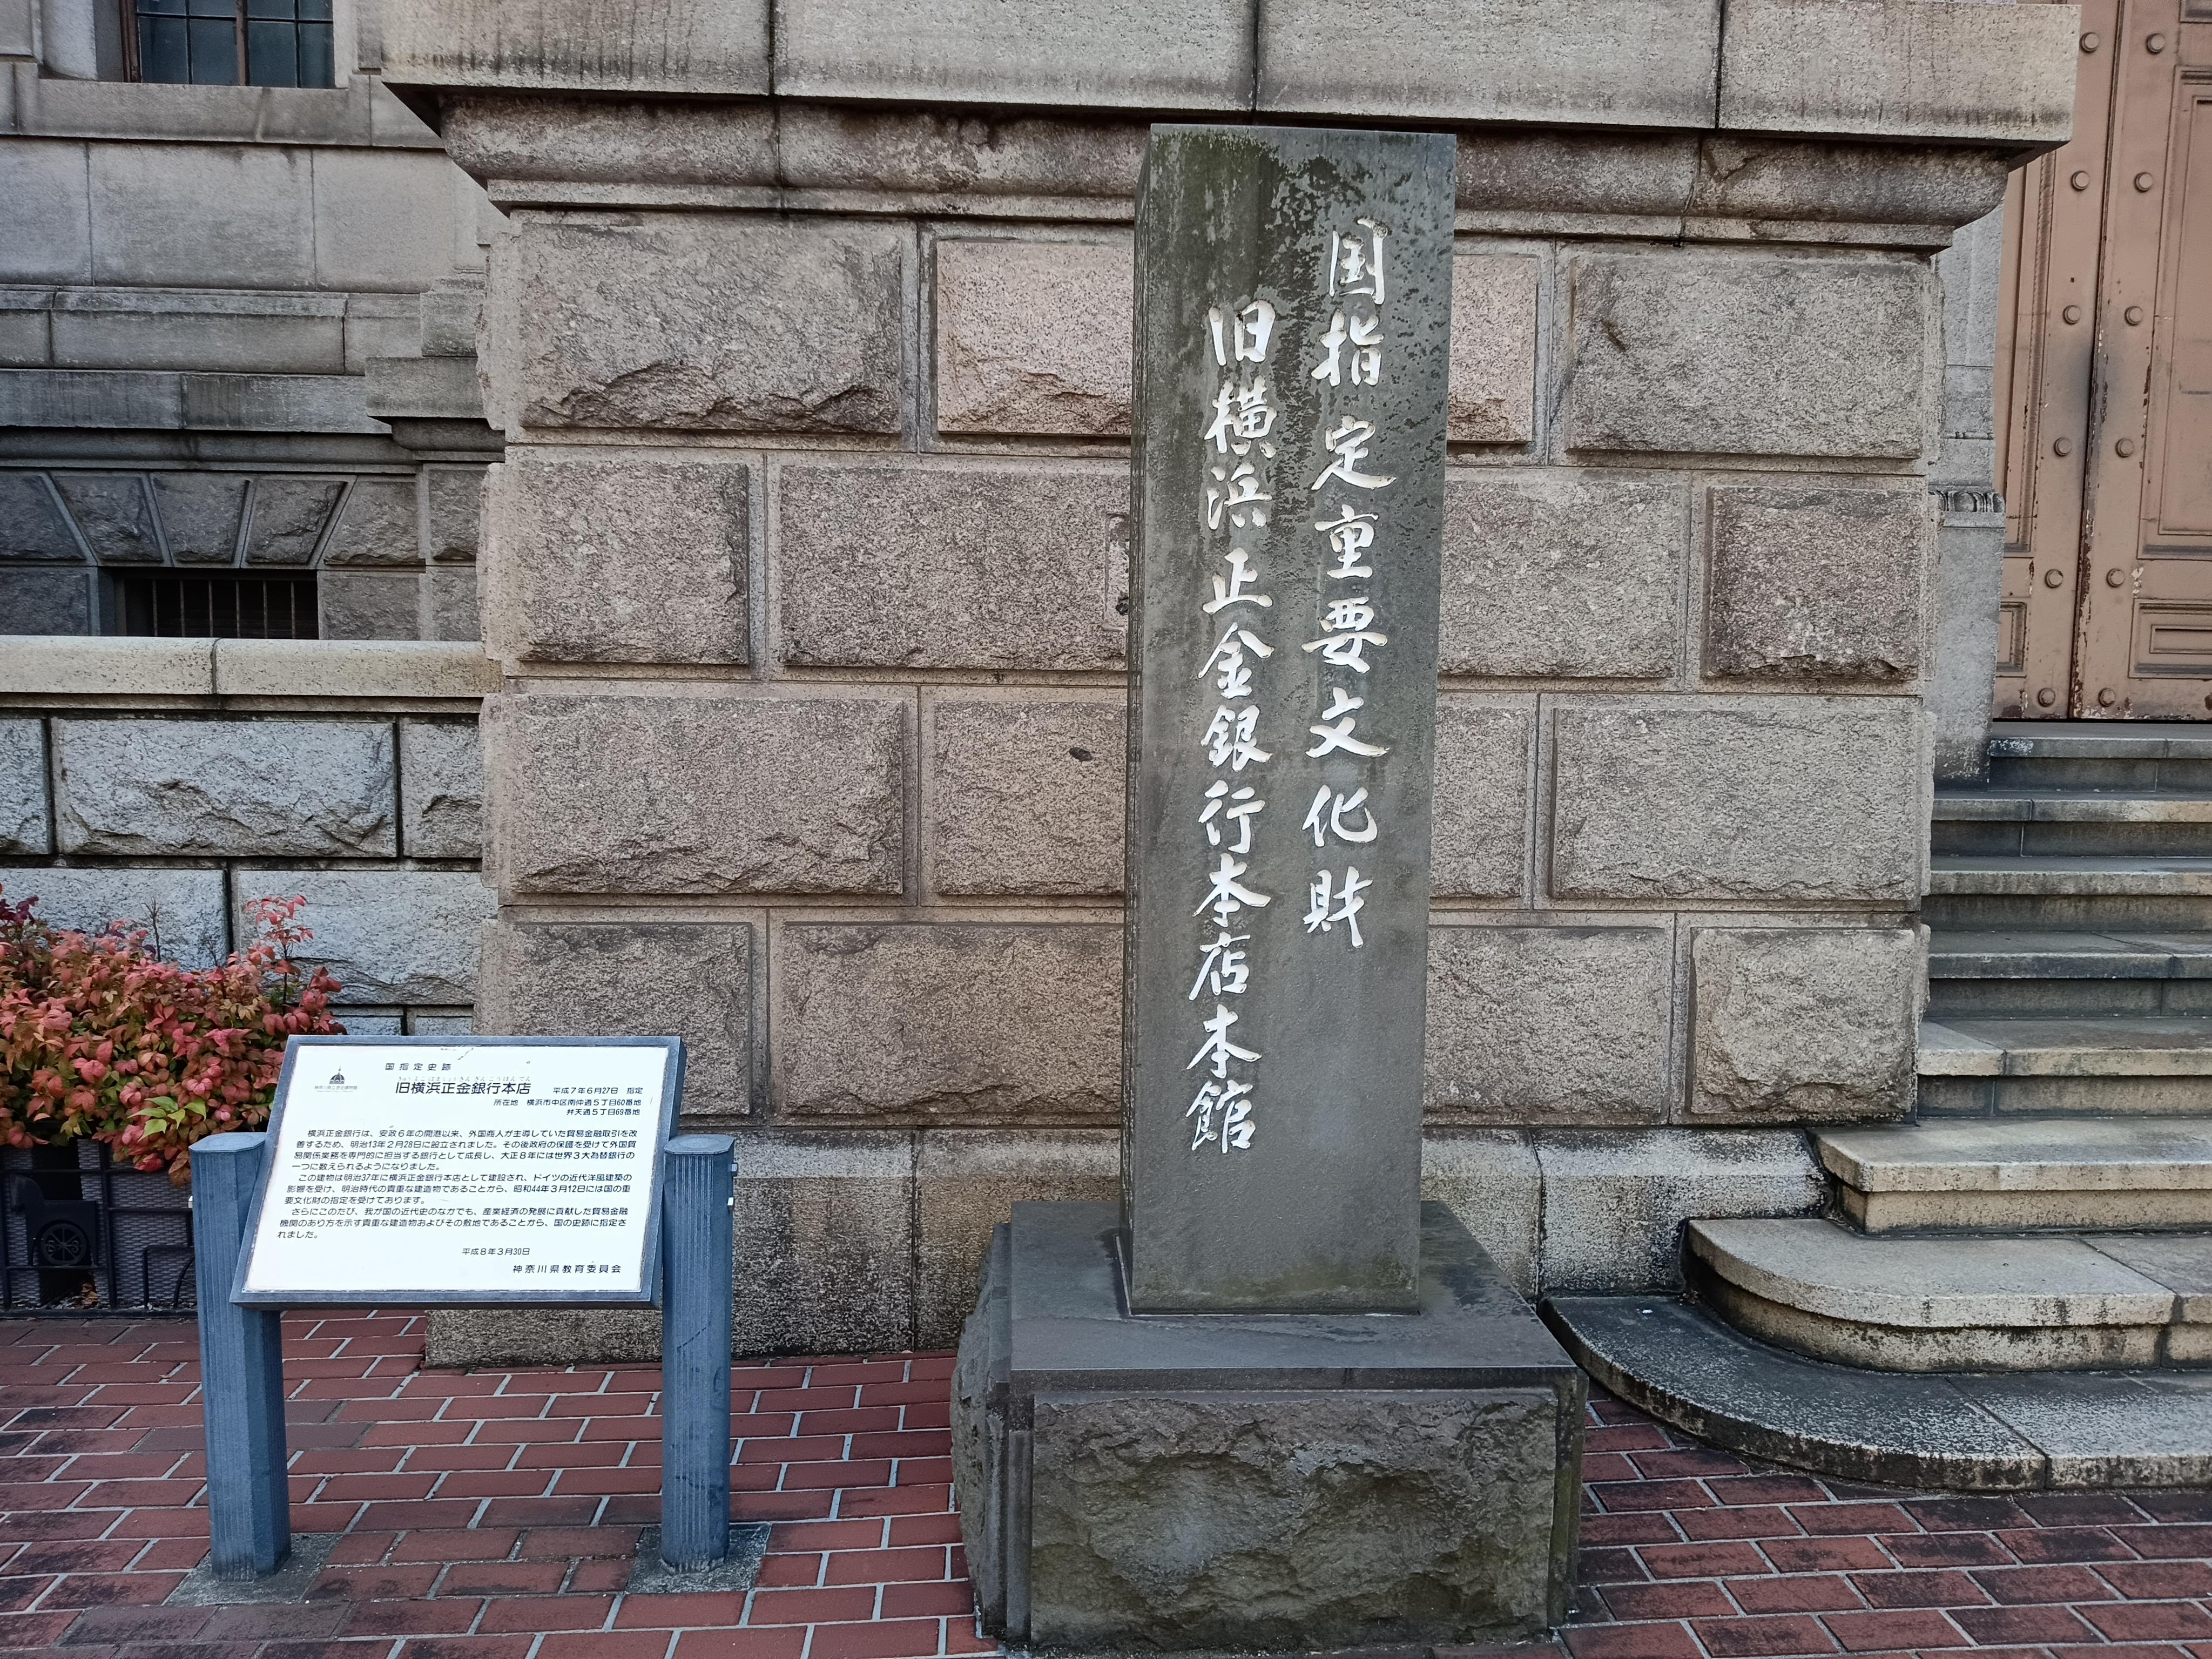 国指定重要文化財
旧横浜正金銀行本店本館
国指定史跡
旧横浜正金銀行本店
平成7年6月27日 指定
所在地 横浜市中区南仲通5丁目60番地
弁天通5丁目69番地
横浜正金銀行は、安政6年の開港以来、外国商人が主導していた貿易金融取引を改
善するため、明治13年2月28日に設立されました。その後政府の保護を受けて外国貿
易関係業務を専門的に担当する銀行として成長し、大正8年には世界3大為替銀行の
一つに数えられるようになりました。
この建物は明治37年に横浜正金銀行本店として建設され、ドイツの近代洋風建築の
影響を受け、明治時代の貴重な建造物であることから、昭和44年3月12日には国の重
要文化財の指定を受けております。
さらにこのたび、我が国の近代史のなかでも、産業経済の発展に貢献した貿易金融
機関のあり方を示す貴重な建造物およびその敷地であることから、国の史跡に指定さ
れました。
平成8年3月30日
神奈川県教育委員会